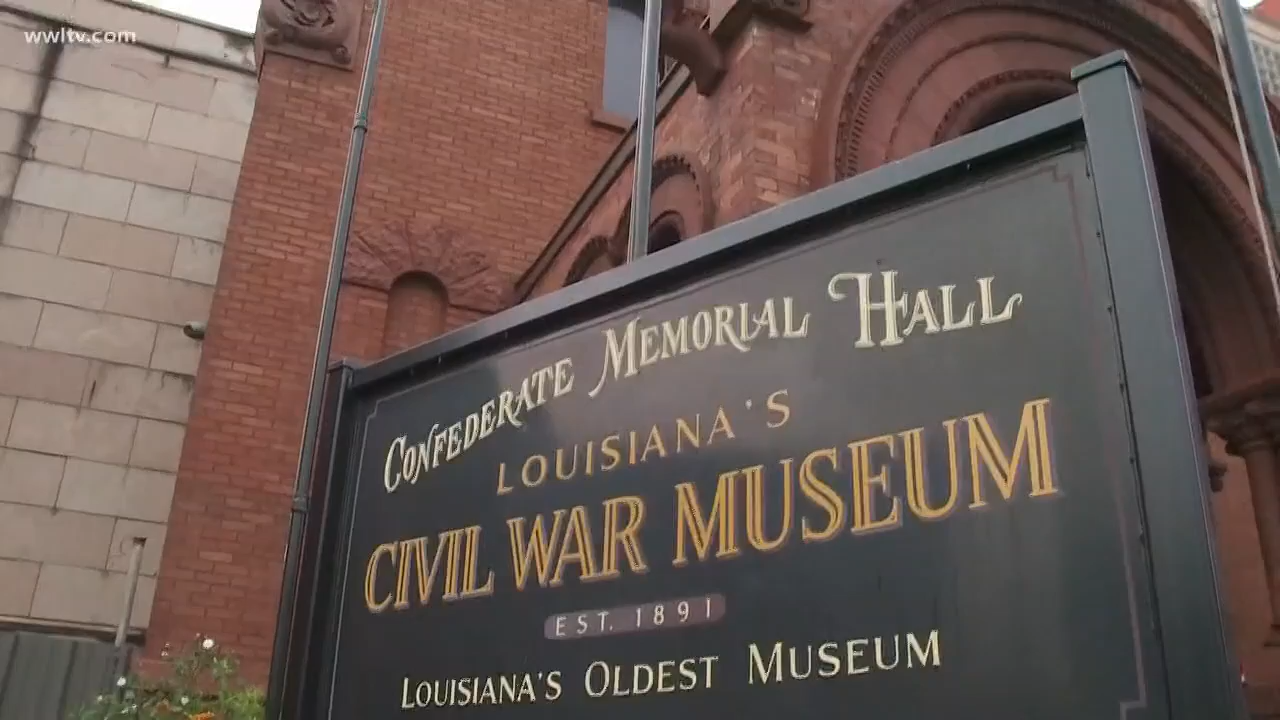 wwltv.com
CONFEDERATE MEMORIAL HALL
LOUISIANA'S
CIVIL WAR MUSEUM
EST. 1891
LOUISIANA'S OLDEST MUSEUM